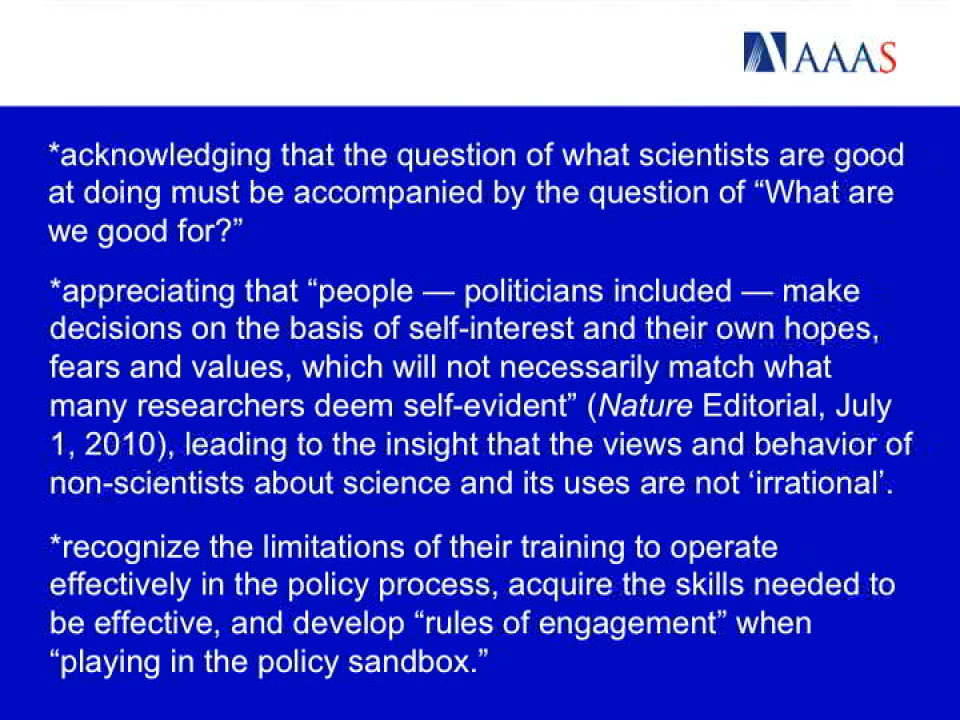 AAAS
*acknowledging that the question of what scientists are good
at doing must be accompanied by the question of “What are
we good for?”
*appreciating that “people — politicians included — make
decisions on the basis of self-interest and their own hopes,
fears and values, which will not necessarily match what
many researchers deem self-evident” (Nature Editorial, July
1, 2010), leading to the insight that the views and behavior of
non-scientists about science and its uses are not ‘irrational’.
*recognize the limitations of their training to operate
effectively in the policy process, acquire the skills needed to
be effective, and develop “rules of engagement” when
“playing in the policy sandbox.”